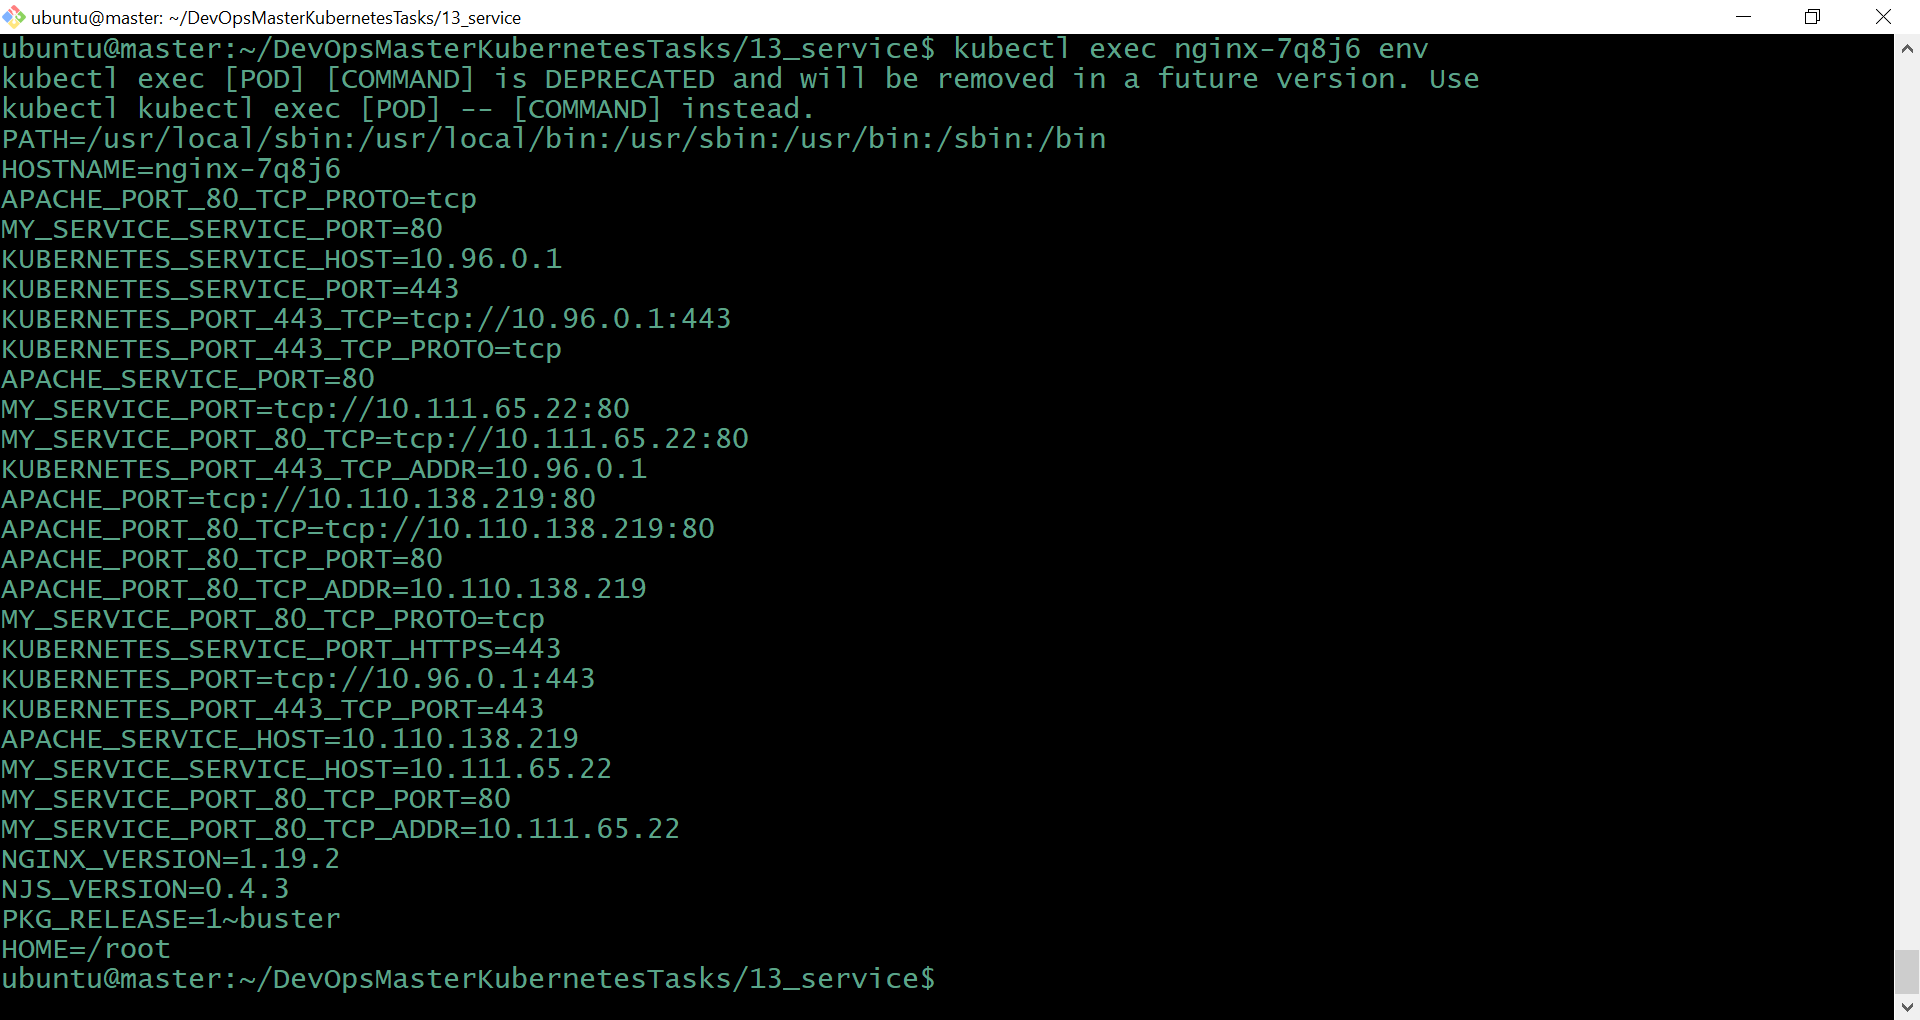 ubuntu@master: ~/DevOpsMasterKubernetesTasks/13_service
ubuntu@master:~/DevOpsMasterKubernetesTasks/13_service$ kubectl exec nginx-7q8j6 env
kubectl exec [POD] [COMMAND] is DEPRECATED and will be removed in a future version. Use
kubectl kubectl exec [POD] -- [COMMAND] instead.
PATH=/usr/local/sbin:/usr/local/bin:/usr/sbin:/usr/bin:/sbin:/bin
HOSTNAME=nginx-7q8j6
APACHE_PORT_80_TCP_PROTO=tcp
MY_SERVICE_SERVICE_PORT=80
KUBERNETES_SERVICE_HOST=10.96.0.1
KUBERNETES_SERVICE_PORT=443
KUBERNETES_PORT_443_TCP=tcp://10.96.0.1:443
KUBERNETES_PORT_443_TCP_PROTO=tcp
APACHE_SERVICE_PORT=80
MY_SERVICE_PORT=tcp://10.111.65.22:80
MY_SERVICE_PORT_80_TCP=tcp://10.111.65.22:80
KUBERNETES_PORT_443_TCP_ADDR=10.96.0.1
APACHE_PORT=tcp://10.110.138.219:80
APACHE_PORT_80_TCP=tcp://10.110.138.219:80
APACHE_PORT_80_TCP_PORT=80
APACHE_PORT_80_TCP_ADDR=10.110.138.219
MY_SERVICE_PORT_80_TCP_PROTO=tcp
KUBERNETES_SERVICE_PORT_HTTPS=443
KUBERNETES_PORT=tcp://10.96.0.1:443
KUBERNETES_PORT_443_TCP_PORT=443
APACHE_SERVICE_HOST=10.110.138.219
MY_SERVICE_SERVICE_HOST=10.111.65.22
MY_SERVICE_PORT_80_TCP_PORT=80
MY_SERVICE_PORT_80_TCP_ADDR=10.111.65.22
NGINX_VERSION=1.19.2
NJS_VERSION=0.4.3
PKG_RELEASE=1~buster
HOME=/root
ubuntu@master:~/DevOpsMasterKubernetesTasks/13_service$